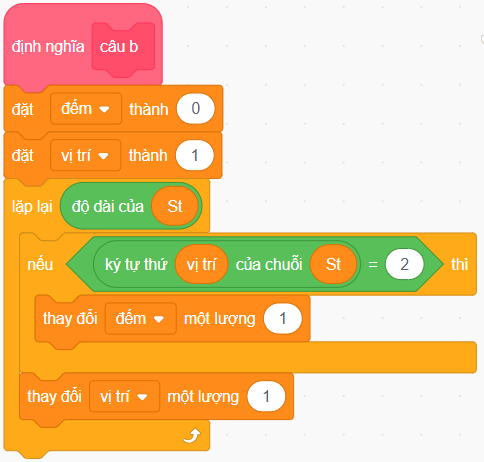 định nghĩa câu b
đặt đếm thành 0
đặt vị trí thành 1
lặp lại độ dài của St
nếu ký tự thứ vị trí của chuỗi St = 2 thì
thay đổi đếm một lượng 1
thay đổi vị trí một lượng 1